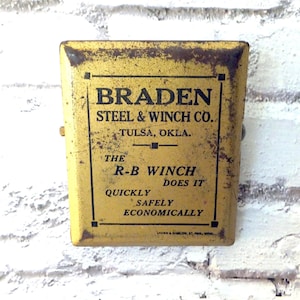 BRADEN
STEEL & WINCH CO.
TULSA, OKLA.
THE
R-B WINCH
DOES IT
QUICKLY
SAFELY
ECONOMICALLY